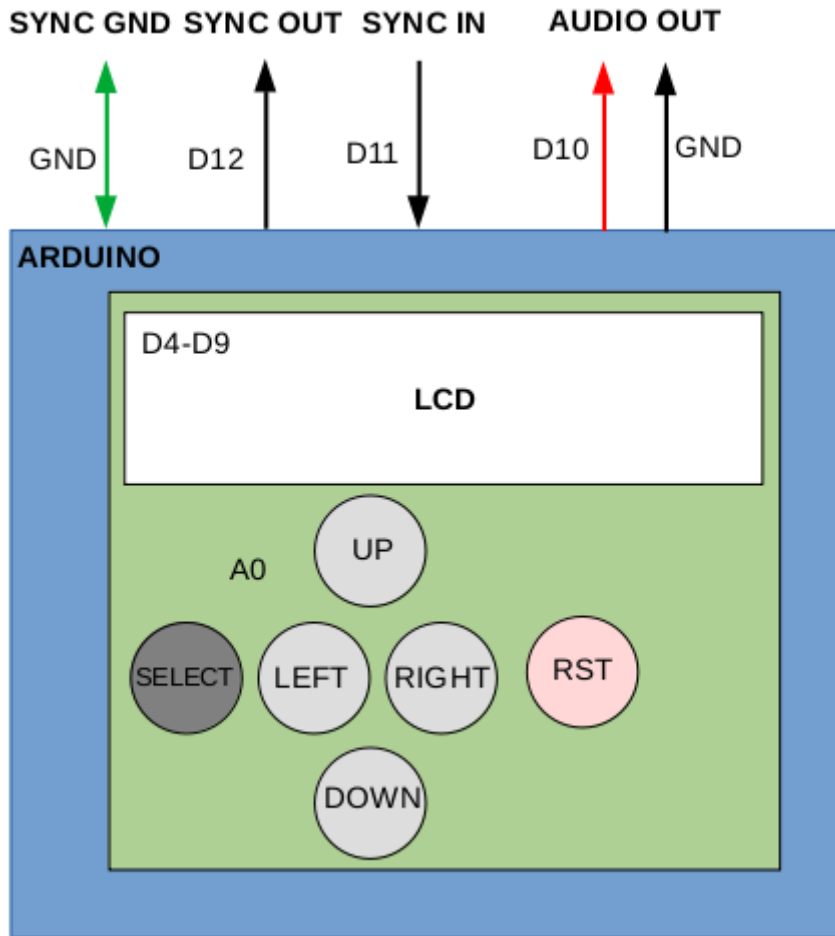 SYNC GND SYNC OUT SYNC IN AUDIO OUT
GND D12 D11 D10 GND
ARDUINO
D4-D9
LCD
UP
A0
SELECT LEFT RIGHT RST
DOWN